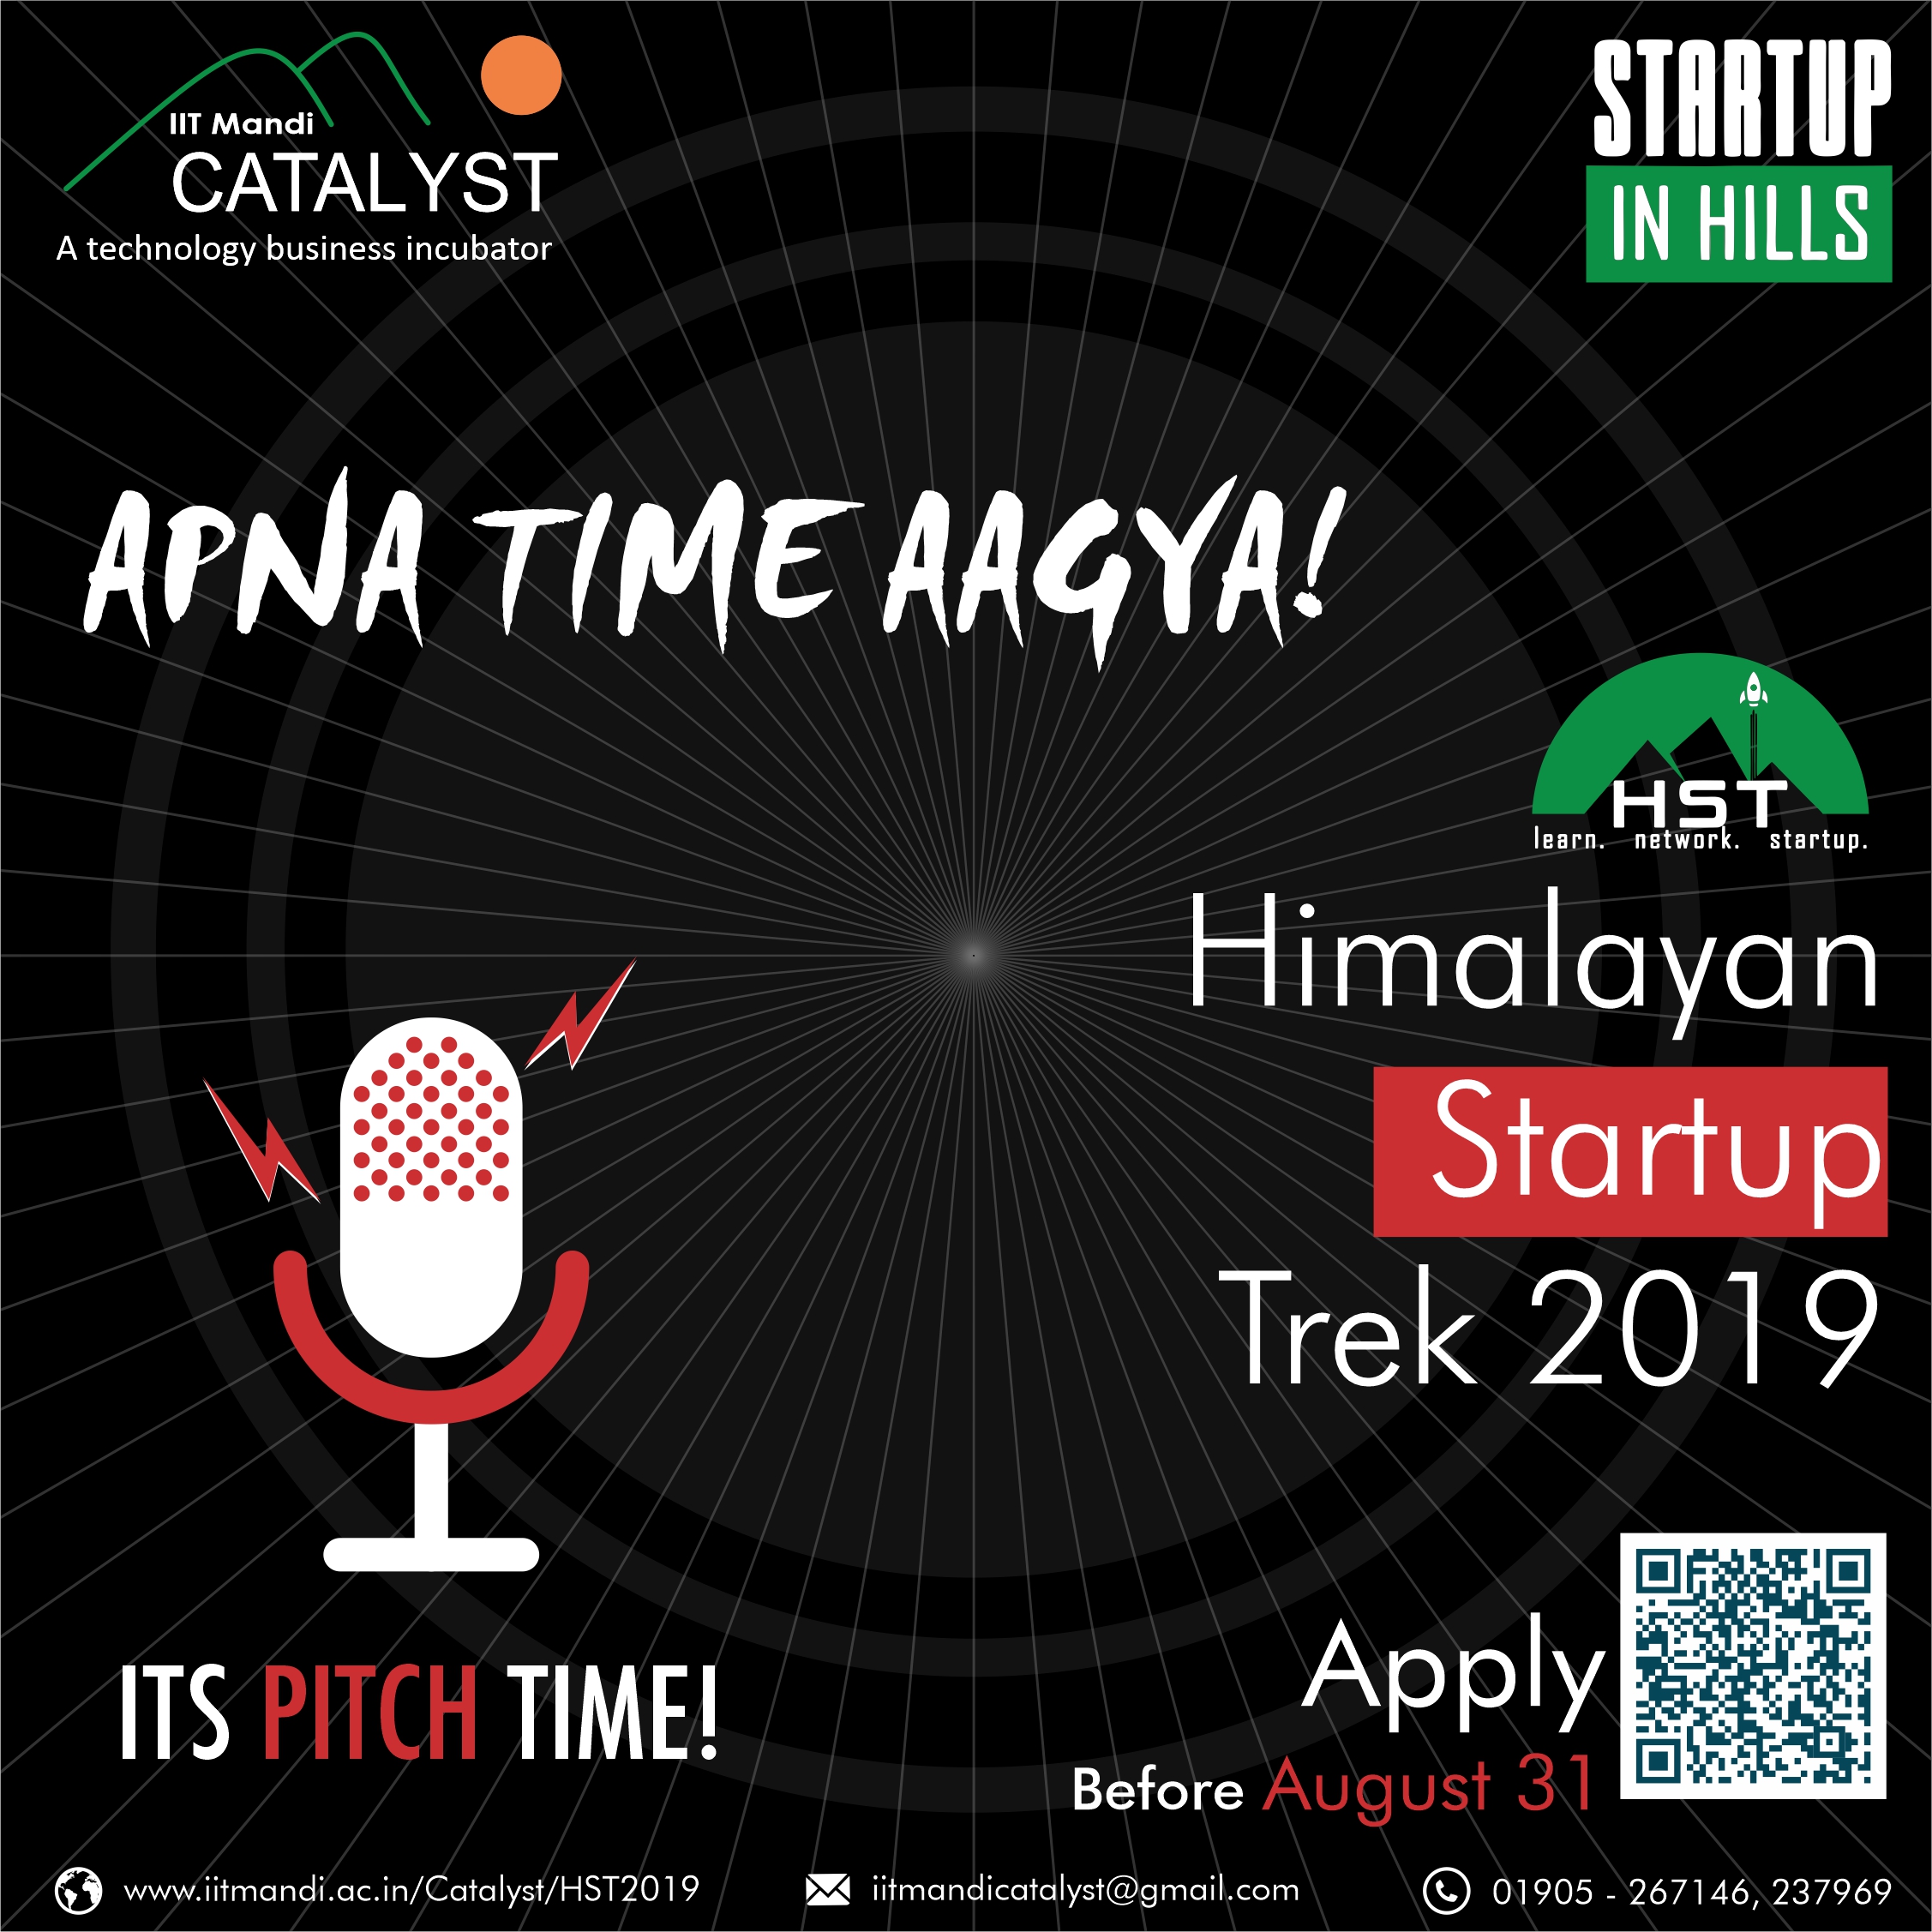 IIT Mandi
CATALYST
A technology business incubator
STARTUP
IN HILLS
APNA TIME AAGYA!
HST
learn. network. startup.
Himalayan
Startup
Trek 2019
ITS PITCH TIME!
Apply
Before August 31
www.iitmandi.ac.in/Catalyst/HST2019
iitmandicatalyst@gmail.com
01905 - 267146, 237969